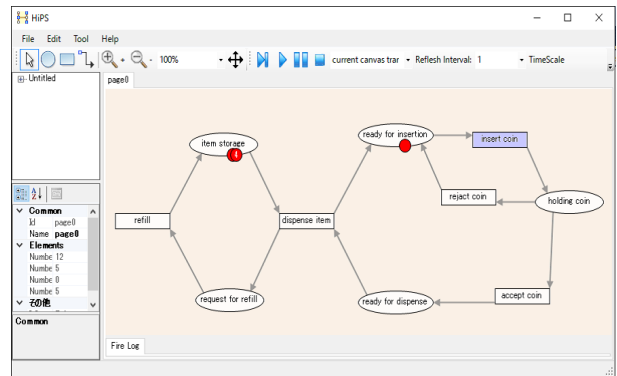 HiPS
File Edit Tool Help
100% current canvas trar Reflesh Interval: 1 TimeScale
Untitled
page0
Common
Id page0
Name page0
Elements
Numbe 12
Numbe 5
Numbe 0
Numbe 5
その他
Common
item storage
ready for insertion
insert coin
rejact coin
holding coin
refill
dispense item
request for refill
ready for dispense
accept coin
Fire Log